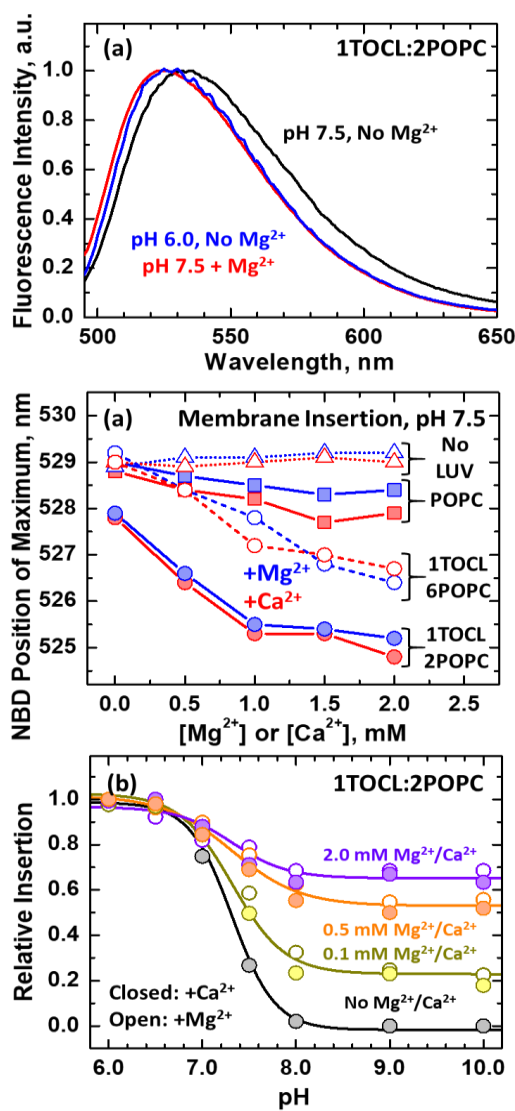 (a)
1TOCL:2POPC
Fluorescence Intensity, a.u.
1.0
0.8
0.6
0.4
0.2
0.0
pH 7.5, No Mg²⁺
pH 6.0, No Mg²⁺
pH 7.5 + Mg²⁺
500
550
600
650
Wavelength, nm
(a)
Membrane Insertion, pH 7.5
NBD Position of Maximum, nm
530
529
528
527
526
525
No
LUV
POPC
1TOCL
6POPC
1TOCL
2POPC
+Mg²⁺
+Ca²⁺
0.0
0.5
1.0
1.5
2.0
2.5
[Mg²⁺] or [Ca²⁺], mM
(b)
1TOCL:2POPC
Relative Insertion
1.0
0.8
0.6
0.4
0.2
0.0
2.0 mM Mg²⁺/Ca²⁺
0.5 mM Mg²⁺/Ca²⁺
0.1 mM Mg²⁺/Ca²⁺
No Mg²⁺/Ca²⁺
Closed: +Ca²⁺
Open: +Mg²⁺
6.0
7.0
8.0
9.0
10.0
pH